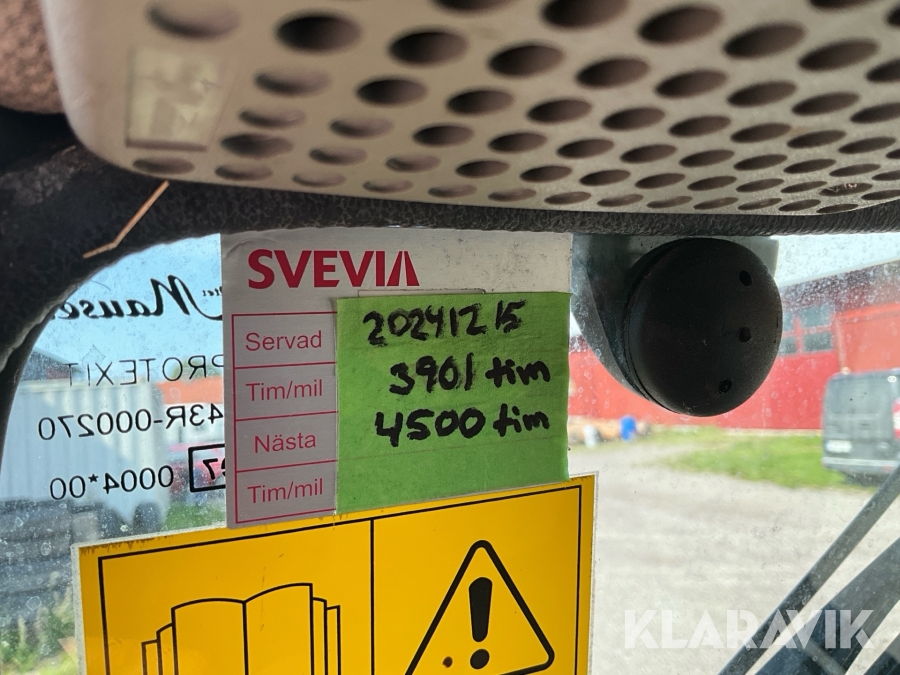 SVEVIA
Servad 20241215
Tim/mil 3901 tim
Nästa 4500 tim
Tim/mil
PROTEXIT
43R-000270
0004*00
KLARAVIK